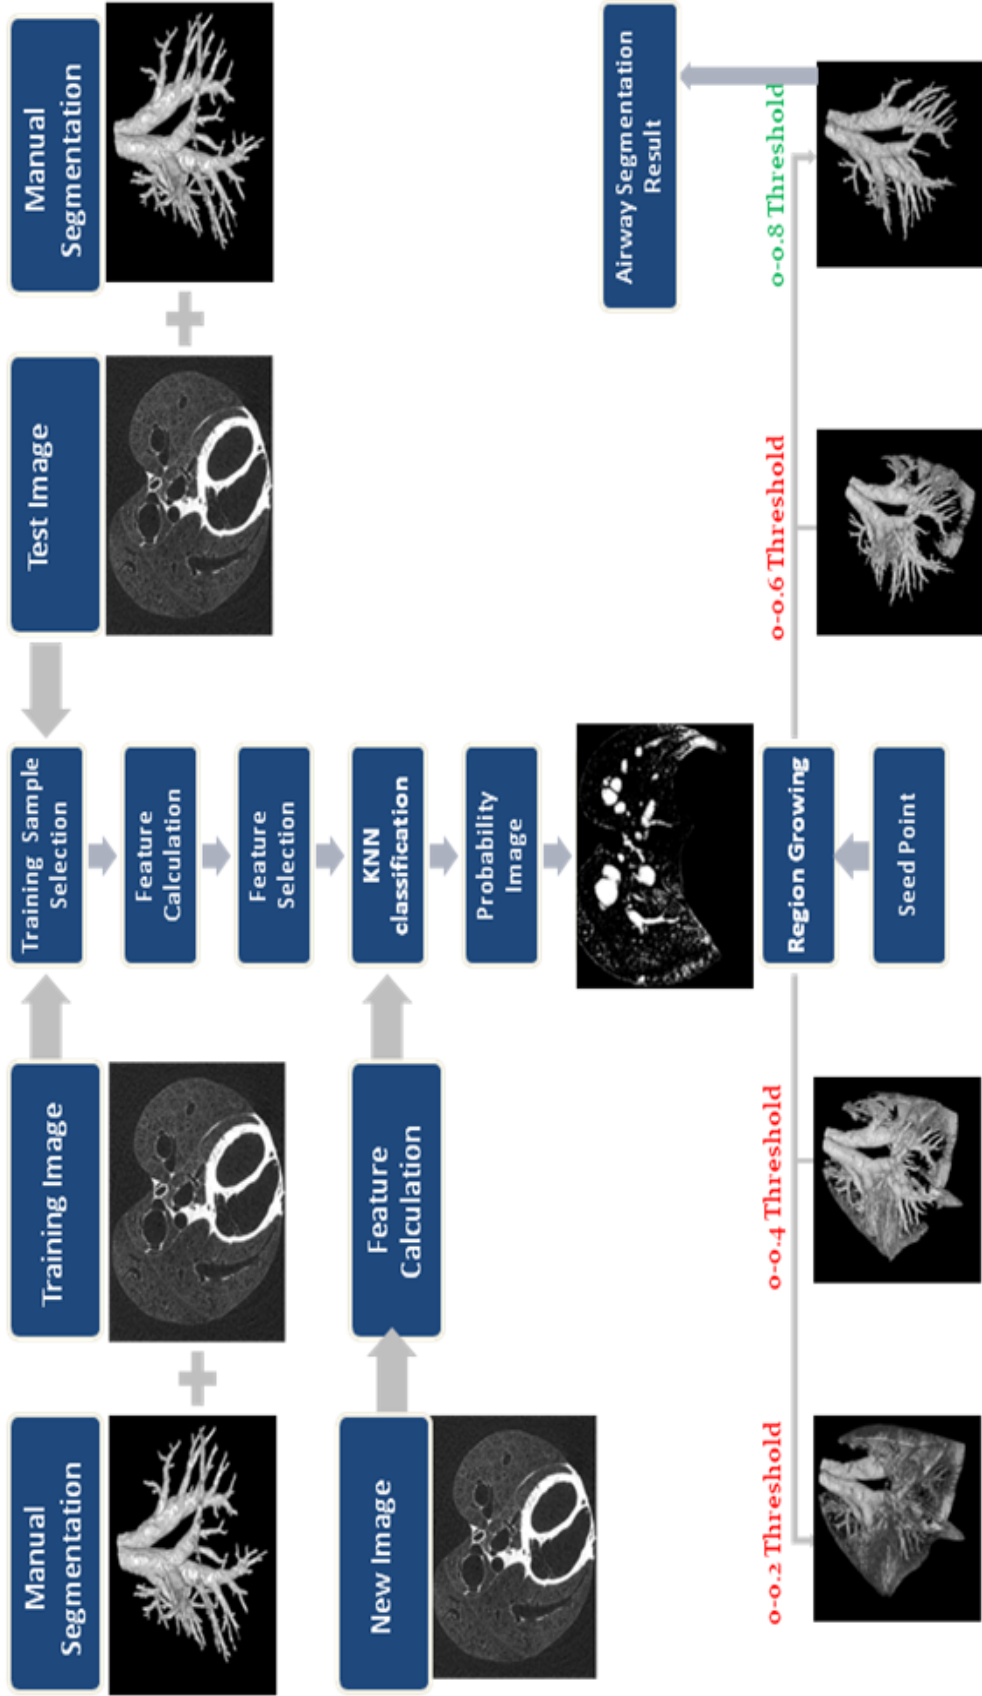 Manual
Segmentation
Training Image
Test Image
Manual
Segmentation
Training Sample
Selection
Feature
Calculation
Feature
Selection
New Image
Feature
Calculation
KNN
classification
Probability
Image
Airway Segmentation
Result
Region Growing
0-0.2 Threshold
0-0.4 Threshold
0-0.6 Threshold
0-0.8 Threshold
Seed Point